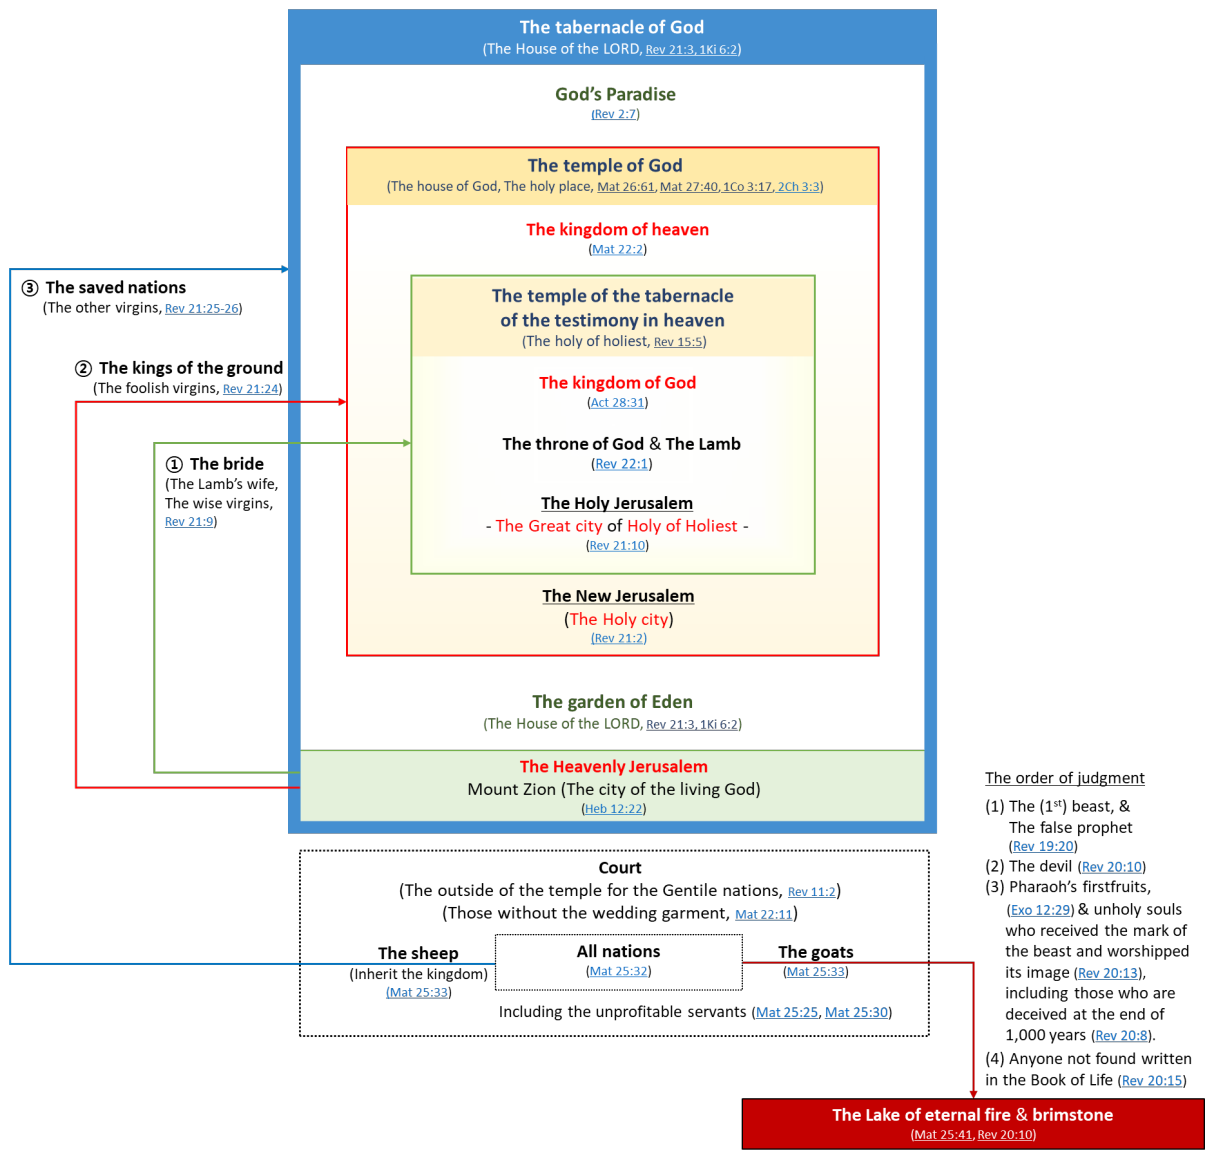 The tabernacle of God
(The House of the LORD, Rev 21:3, 1Ki 6:2)
God's Paradise
(Rev 2:7)
The temple of God
(The house of God, The holy place, Mat 26:61, Mat 27:40, 1Co 3:17, 2Ch 3:3)
The kingdom of heaven
(Mat 22:2)
The temple of the tabernacle
of the testimony in heaven
(The holy of holiest, Rev 15:5)
The kingdom of God
(Act 28:31)
The throne of God & The Lamb
(Rev 22:1)
The Holy Jerusalem
- The Great city of Holy of Holiest -
(Rev 21:10)
The New Jerusalem
(The Holy city)
(Rev 21:2)
The garden of Eden
(The House of the LORD, Rev 21:3, 1Ki 6:2)
The Heavenly Jerusalem
Mount Zion (The city of the living God)
(Heb 12:22)
③ The saved nations
(The other virgins, Rev 21:25-26)
② The kings of the ground
(The foolish virgins, Rev 21:24)
① The bride
(The Lamb's wife,
The wise virgins,
Rev 21:9)
Court
(The outside of the temple for the Gentile nations, Rev 11:2)
(Those without the wedding garment, Mat 22:11)
The sheep
(Inherit the kingdom)
(Mat 25:33)
All nations
(Mat 25:32)
The goats
(Mat 25:33)
Including the unprofitable servants (Mat 25:25, Mat 25:30)
The order of judgment
(1) The (1st) beast, &
The false prophet
(Rev 19:20)
(2) The devil (Rev 20:10)
(3) Pharaoh's firstfruits,
(Exo 12:29) & unholy souls
who received the mark of
the beast and worshipped
its image (Rev 20:13),
including those who are
deceived at the end of
1,000 years (Rev 20:8).
(4) Anyone not found written
in the Book of Life (Rev 20:15)
The Lake of eternal fire & brimstone
(Mat 25:41, Rev 20:10)